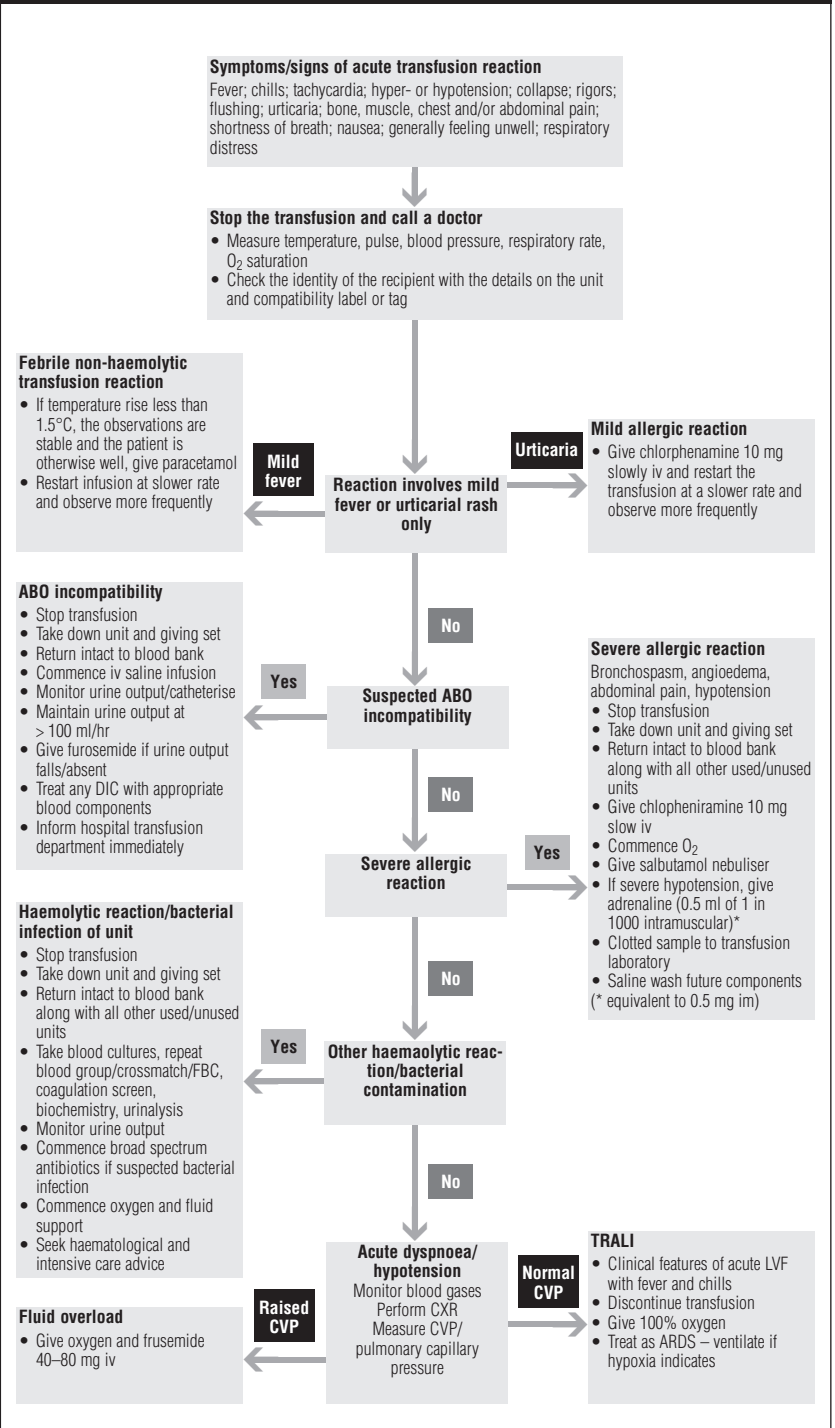 Symptoms/signs of acute transfusion reaction
Fever; chills; tachycardia; hyper- or hypotension; collapse; rigors;
flushing; urticaria; bone, muscle, chest and/or abdominal pain;
shortness of breath; nausea; generally feeling unwell; respiratory
distress
Stop the transfusion and call a doctor
• Measure temperature, pulse, blood pressure, respiratory rate,
O₂ saturation
• Check the identity of the recipient with the details on the unit
and compatibility label or tag
Febrile non-haemolytic
transfusion reaction
• If temperature rise less than
1.5°C, the observations are
stable and the patient is
otherwise well, give paracetamol
• Restart infusion at slower rate
and observe more frequently
Mild
fever
Reaction involves mild
fever or urticarial rash
only
Urticaria
Mild allergic reaction
• Give chlorphenamine 10 mg
slowly iv and restart the
transfusion at a slower rate and
observe more frequently
No
ABO incompatibility
• Stop transfusion
• Take down unit and giving set
• Return intact to blood bank
• Commence iv saline infusion
• Monitor urine output/catheterise
• Maintain urine output at
> 100 ml/hr
• Give furosemide if urine output
falls/absent
• Treat any DIC with appropriate
blood components
• Inform hospital transfusion
department immediately
Yes
Suspected ABO
incompatibility
No
Severe allergic
reaction
Yes
Severe allergic reaction
Bronchospasm, angioedema,
abdominal pain, hypotension
• Stop transfusion
• Take down unit and giving set
• Return intact to blood bank
along with all other used/unused
units
• Give chlopheniramine 10 mg
slow iv
• Commence O₂
• Give salbutamol nebuliser
• If severe hypotension, give
adrenaline (0.5 ml of 1 in
1000 intramuscular)*
• Clotted sample to transfusion
laboratory
• Saline wash future components
(* equivalent to 0.5 mg im)
No
Haemolytic reaction/bacterial
infection of unit
• Stop transfusion
• Take down unit and giving set
• Return intact to blood bank
along with all other used/unused
units
• Take blood cultures, repeat
blood group/crossmatch/FBC,
coagulation screen,
biochemistry, urinalysis
• Monitor urine output
• Commence broad spectrum
antibiotics if suspected bacterial
infection
• Commence oxygen and fluid
support
• Seek haematological and
intensive care advice
Yes
Other haemaolytic reac-
tion/bacterial
contamination
No
Acute dyspnoea/
hypotension
Monitor blood gases
Perform CXR
Measure CVP/
pulmonary capillary
pressure
Raised
CVP
Fluid overload
• Give oxygen and frusemide
40–80 mg iv
Normal
CVP
TRALI
• Clinical features of acute LVF
with fever and chills
• Discontinue transfusion
• Give 100% oxygen
• Treat as ARDS – ventilate if
hypoxia indicates